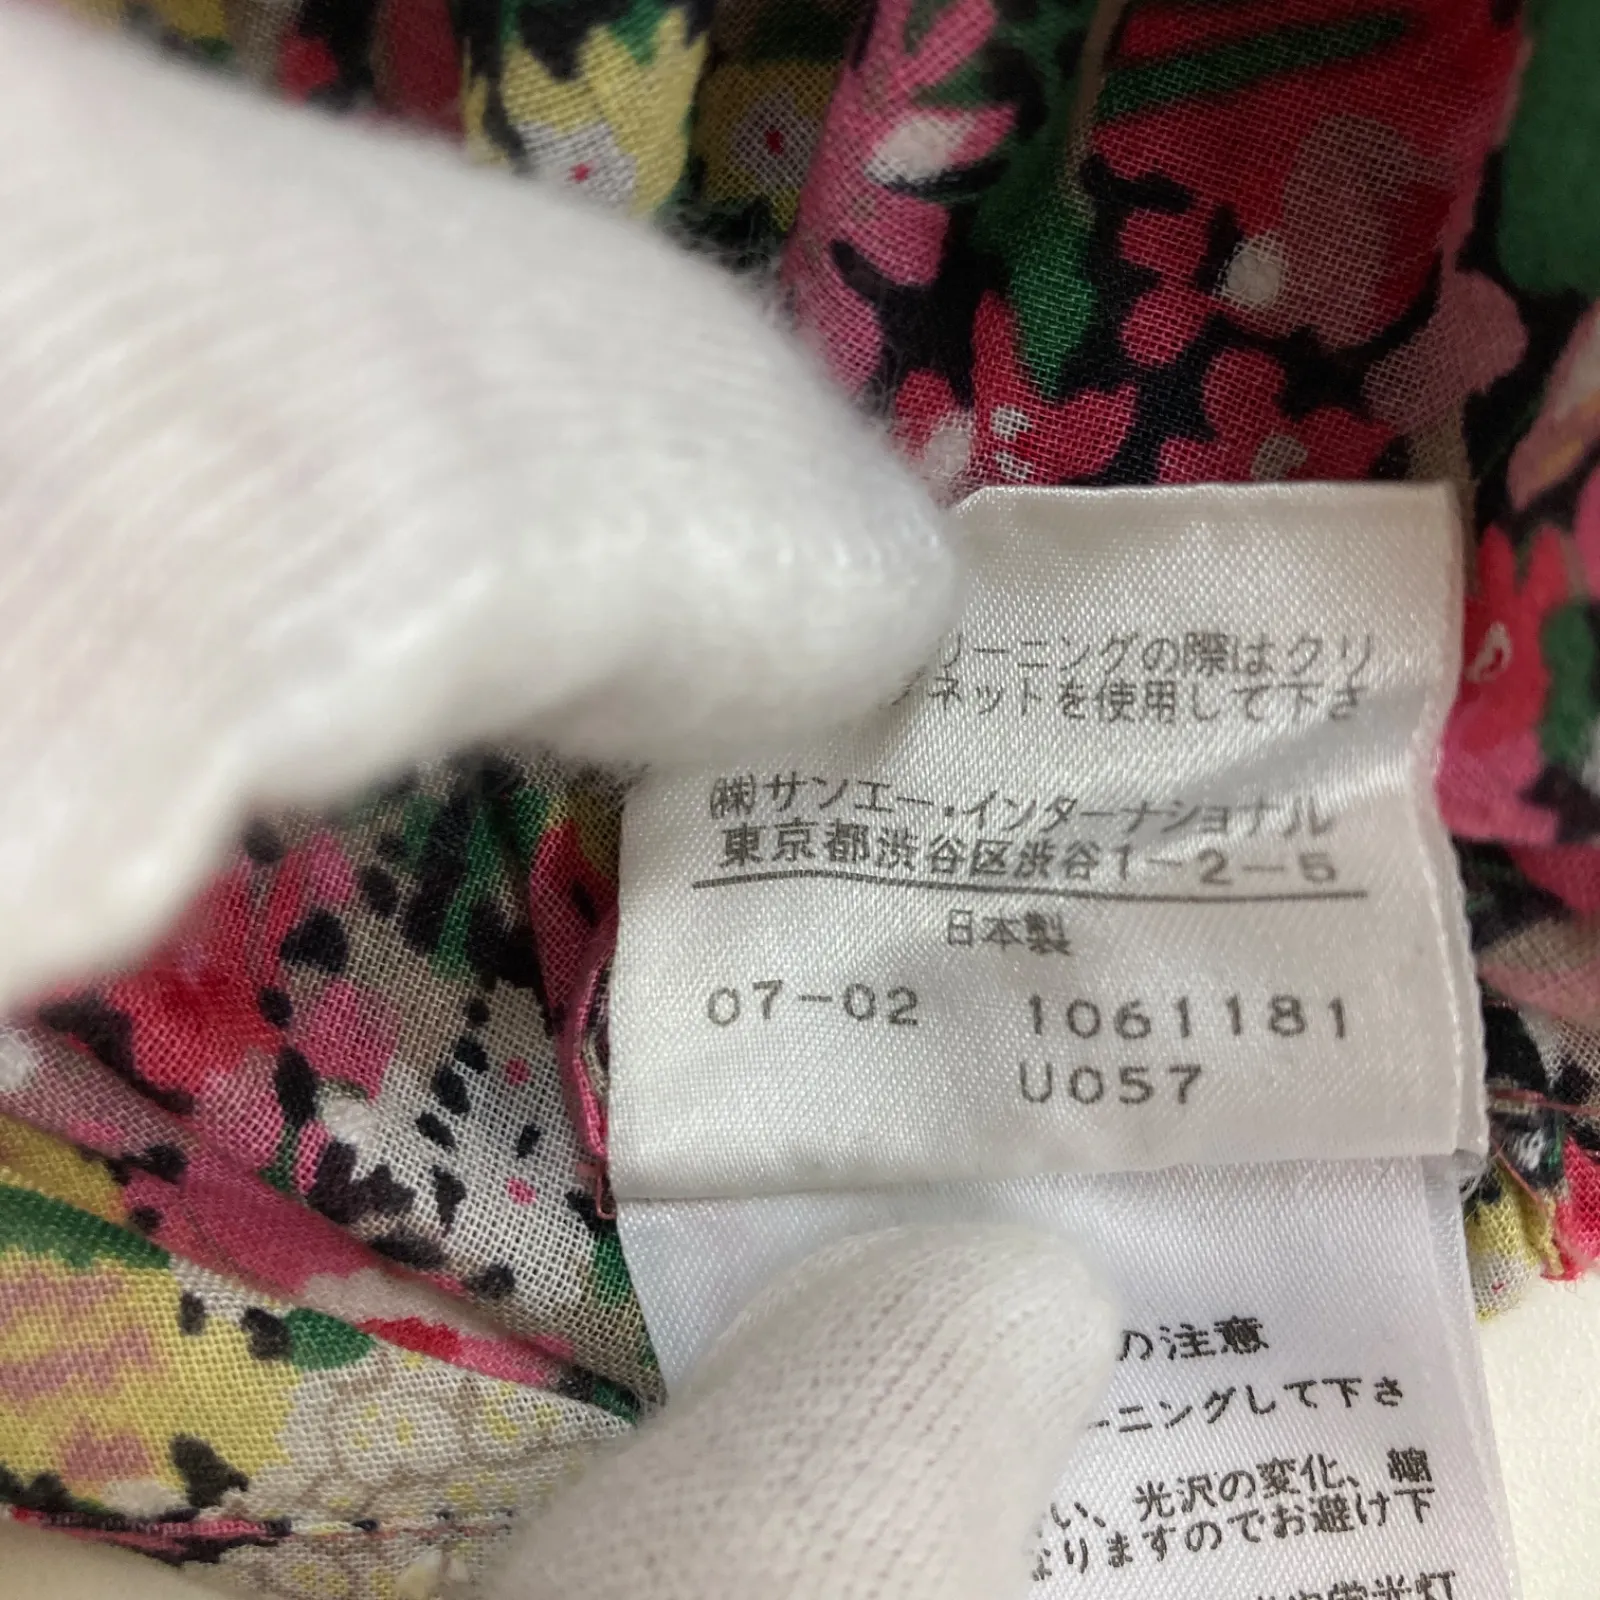 リーニングの際はクリ
ネットを使用して下さ
㈱サンエー・インターナショナル
東京都渋谷区渋谷1-2-5
日本製
07-02 1061181
U057
の注意
ーニングして下さ
い、光沢の変化、縮
なりますのでお避け下
蛍光灯